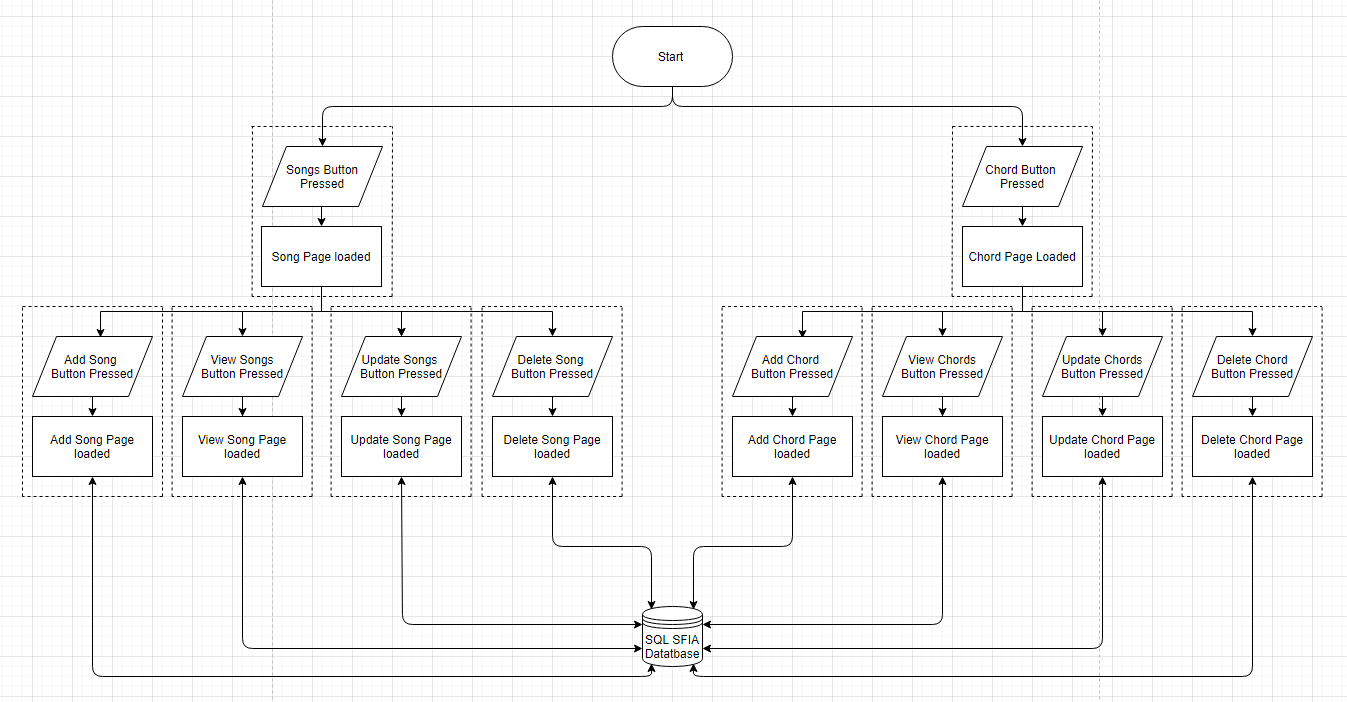 Start
Songs Button
Pressed
Chord Button
Pressed
Song Page loaded
Chord Page Loaded
Add Song
Button Pressed
View Songs
Button Pressed
Update Songs
Button Pressed
Delete Song
Button Pressed
Add Chord
Button Pressed
View Chords
Button Pressed
Update Chords
Button Pressed
Delete Chord
Button Pressed
Add Song Page
loaded
View Song Page
loaded
Update Song Page
loaded
Delete Song Page
loaded
Add Chord Page
loaded
View Chord Page
loaded
Update Chord Page
loaded
Delete Chord Page
loaded
SQL SFIA
Datatbase